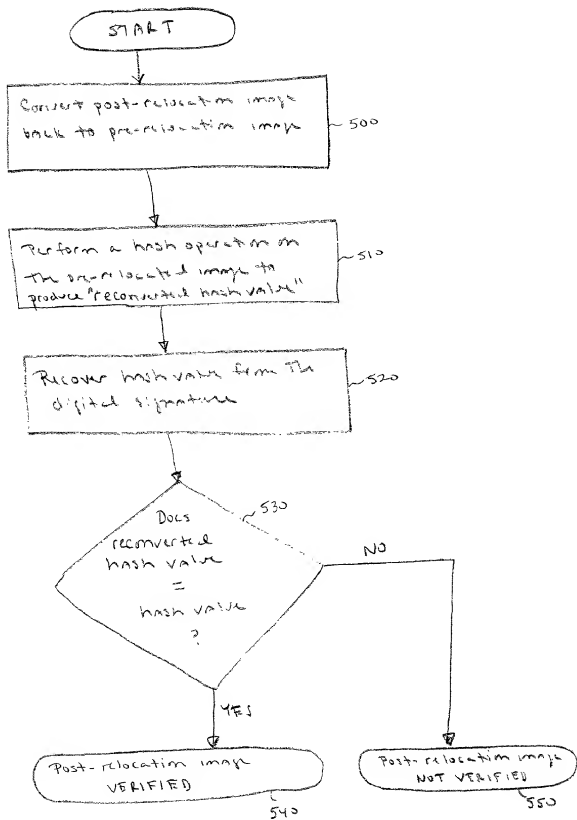 START
Convert post-relocation image
back to pre-relocation image
500
Perform a hash operation on
the pre-relocated image to
produce "reconverted hash value"
510
Recover hash value from the
digital signature
520
530
Does
reconverted
hash value
=
hash value
?
NO
YES
Post-relocation image
VERIFIED
540
Post-relocation image
NOT VERIFIED
550